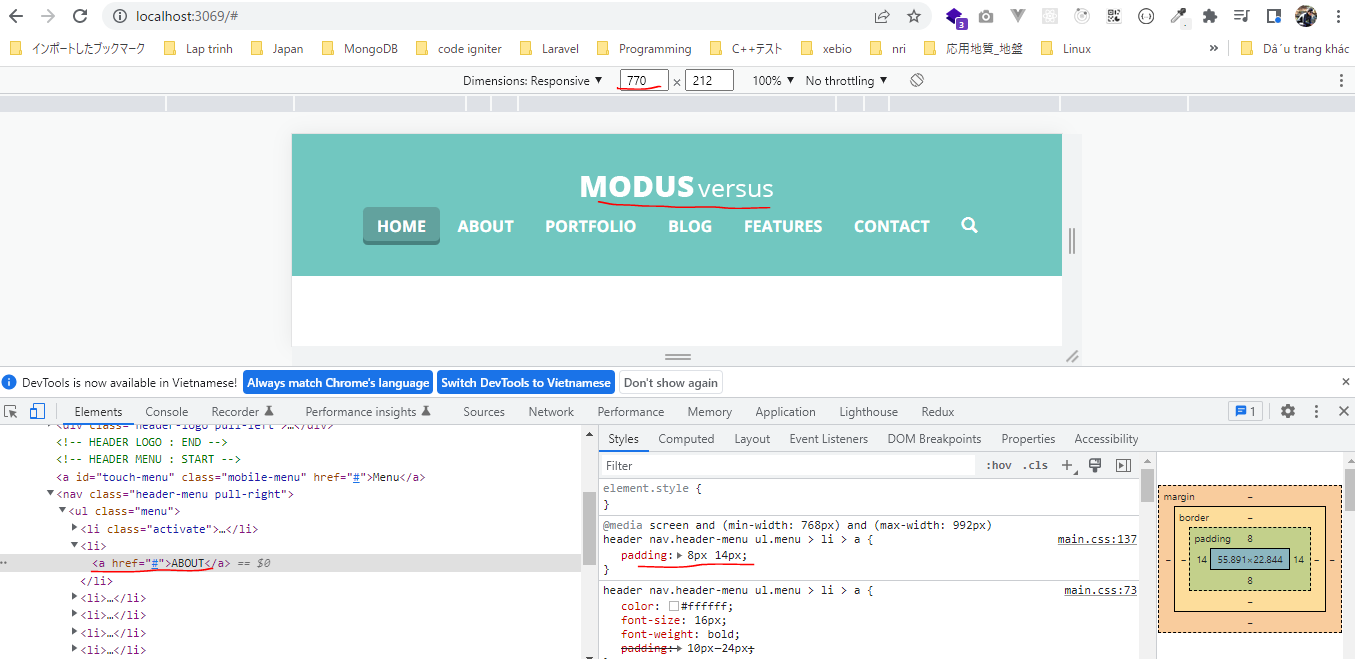 localhost:3069/#
3
インポートしたブックマーク Lap trinh Japan MongoDB code igniter Laravel Programming C++テスト xebio nri 応用地質_地盤 Linux » Dấu trang khác
Dimensions: Responsive ▼ 770 × 212 100% ▼ No throttling ▼
MODUS versus
HOME ABOUT PORTFOLIO BLOG FEATURES CONTACT
DevTools is now available in Vietnamese! Always match Chrome's language Switch DevTools to Vietnamese Don't show again ×
Elements Console Recorder Performance insights Sources Network Performance Memory Application Lighthouse Redux 1
<div class="header-logo pull-left">…</div>
<!-- HEADER LOGO : END -->
<!-- HEADER MENU : START -->
<a id="touch-menu" class="mobile-menu" href="#">Menu</a>
<nav class="header-menu pull-right">
<ul class="menu">
<li class="activate">…</li>
<li>
<a href="#">ABOUT</a> == $0
</li>
<li>…</li>
<li>…</li>
<li>…</li>
<li>…</li>
Styles Computed Layout Event Listeners DOM Breakpoints Properties Accessibility
Filter :hov .cls +
element.style {
}
@media screen and (min-width: 768px) and (max-width: 992px)
header nav.header-menu ul.menu > li > a { main.css:137
padding: 8px 14px;
}
header nav.header-menu ul.menu > li > a { main.css:73
color: #ffffff;
font-size: 16px;
font-weight: bold;
padding: 10px 24px;
margin –
border –
padding 8
– – 14 55.891×22.844 14 – –
8
–
–